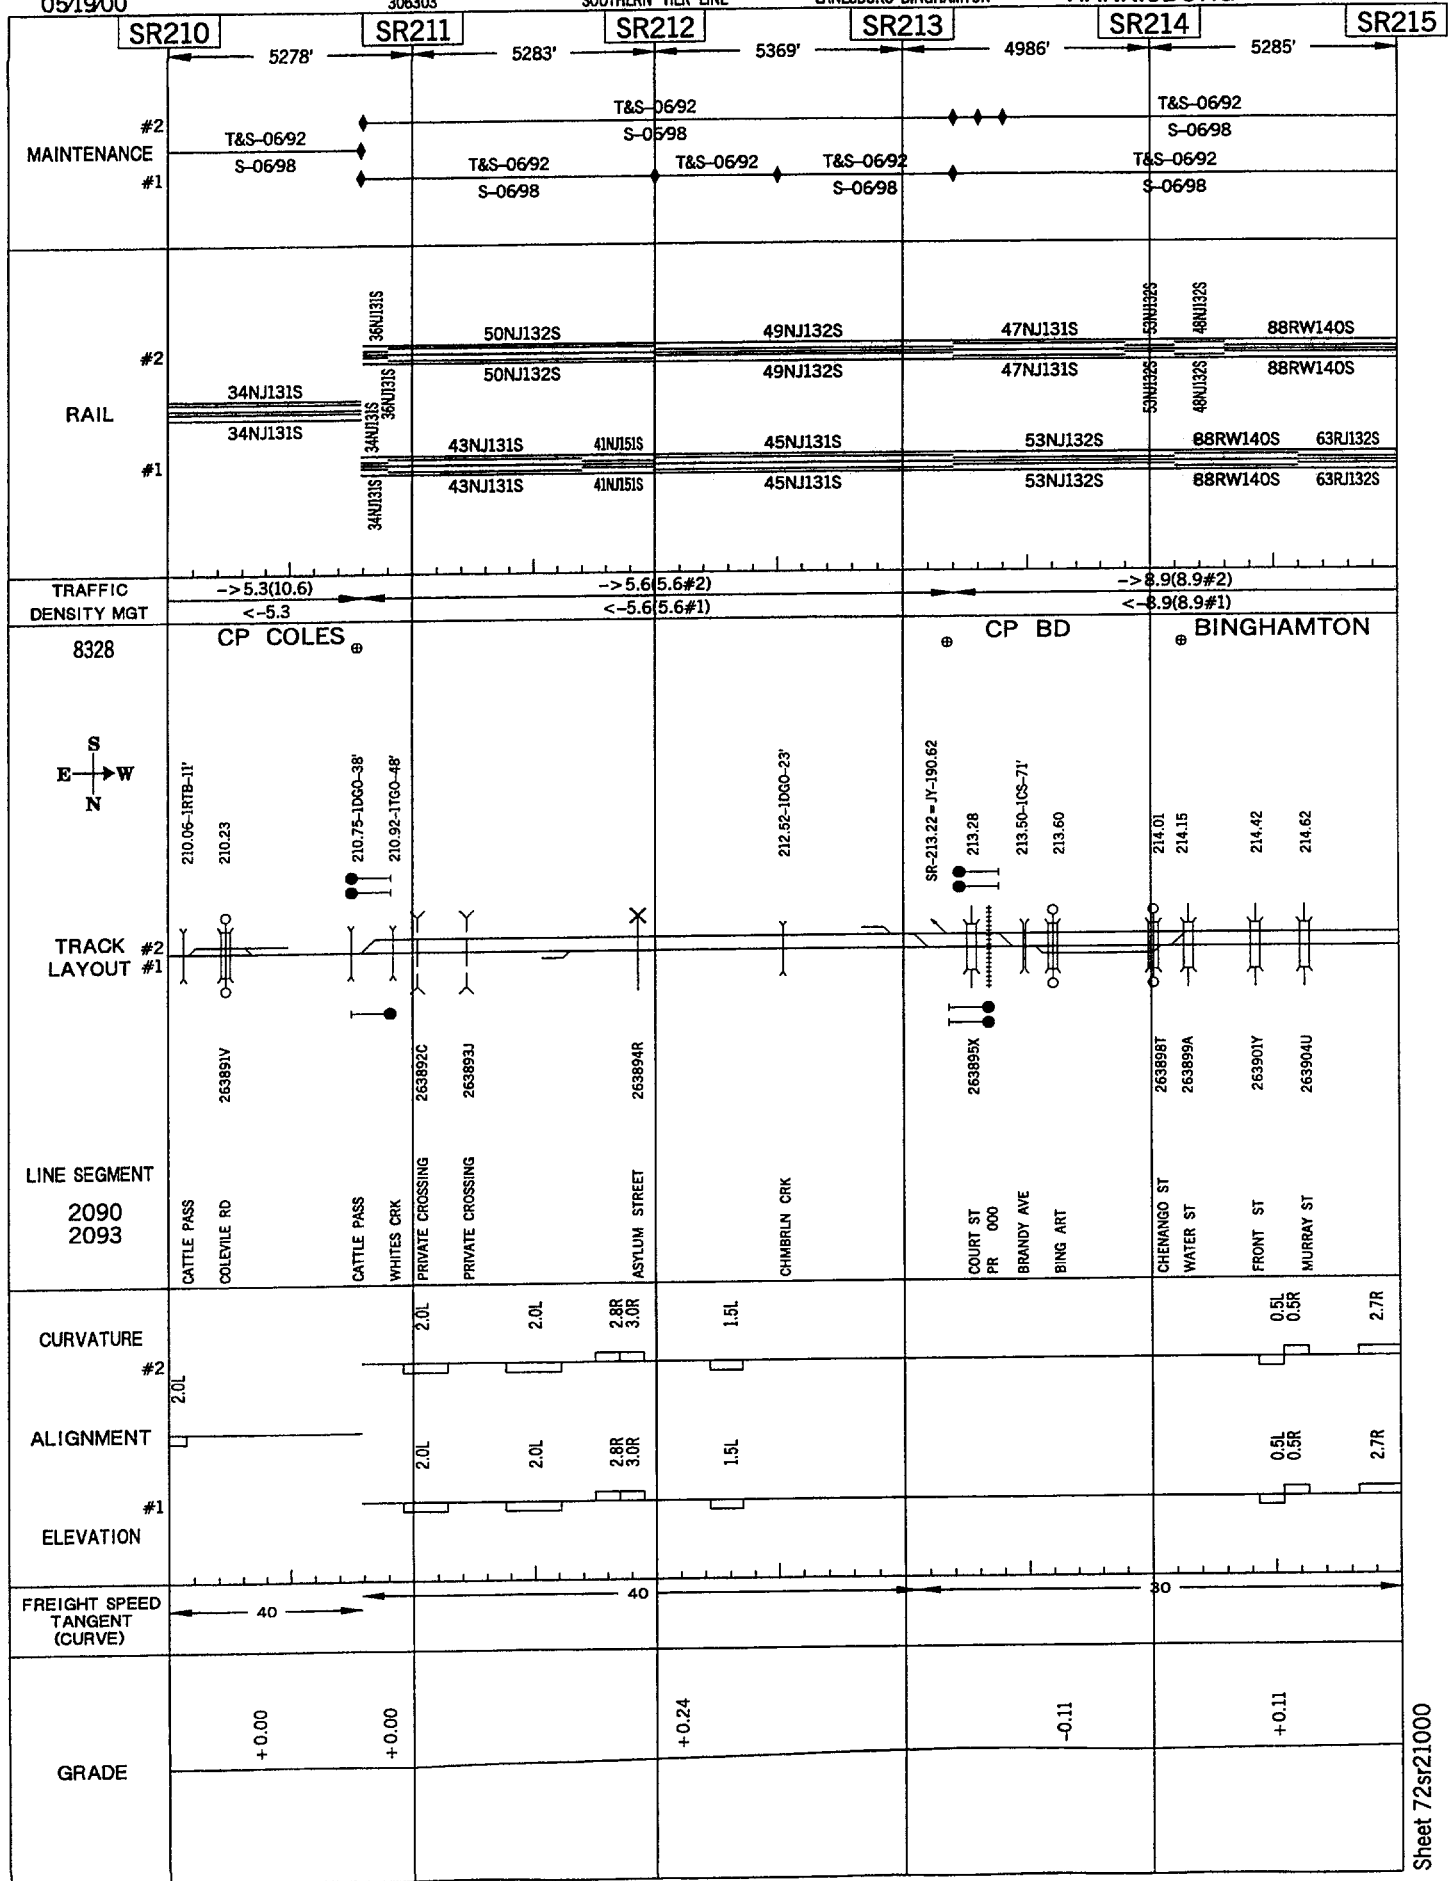 05/19/00 306303 SOUTHERN TIER LINE LANESBORO-BINGHAMTON
SR210 SR211 SR212 SR213 SR214 SR215
5278' 5283' 5369' 4986' 5285'
T&S-06/92 T&S-06/92
#2
S-06/98 S-06/98
T&S-06/92
MAINTENANCE
S-06/98
T&S-06/92 T&S-06/92 T&S-06/92 T&S-06/92
#1
S-06/98 S-06/98 S-06/98
36NJ131S 53NJ132S 48NJ132S
50NJ132S 49NJ132S 47NJ131S 88RW140S
#2
50NJ132S 49NJ132S 47NJ131S 88RW140S
36NJ131S 53NJ132S 48NJ132S
34NJ131S
RAIL
34NJ131S
34NJ131S
43NJ131S 41NJ151S 45NJ131S 53NJ132S 88RW140S 63RJ132S
#1
43NJ131S 41NJ151S 45NJ131S 53NJ132S 88RW140S 63RJ132S
34NJ131S
TRAFFIC ->5.3(10.6) ->5.6(5.6#2) ->8.9(8.9#2)
DENSITY MGT <-5.3 <-5.6(5.6#1) <-8.9(8.9#1)
8328 CP COLES CP BD BINGHAMTON
S
E W
N
210.06-1RTB-11'
210.23
210.75-1DGO-38'
210.92-1TGO-48'
212.52-1DGO-23'
SR-213.22=JY-190.62
213.28
213.50-1CS-71'
213.60
214.01
214.15
214.42
214.62
TRACK #2
LAYOUT #1
263891V
263892C
263893J
263894R
263895X
263898T
263899A
263901Y
263904U
LINE SEGMENT
2090
2093
CATTLE PASS
COLEVILE RD
CATTLE PASS
WHITES CRK
PRIVATE CROSSING
PRIVATE CROSSING
ASYLUM STREET
CHMBRLN CRK
COURT ST
PR 000
BRANDY AVE
BING ART
CHENANGO ST
WATER ST
FRONT ST
MURRAY ST
CURVATURE
2.0L 2.0L 2.8R 3.0R 1.5L 0.5L 0.5R 2.7R
#2
2.0L
ALIGNMENT
2.0L 2.0L 2.8R 3.0R 1.5L 0.5L 0.5R 2.7R
#1
ELEVATION
FREIGHT SPEED
TANGENT
(CURVE)
40 40 30
+0.00 +0.00 +0.24 -0.11 +0.11
GRADE
Sheet 72sr21000